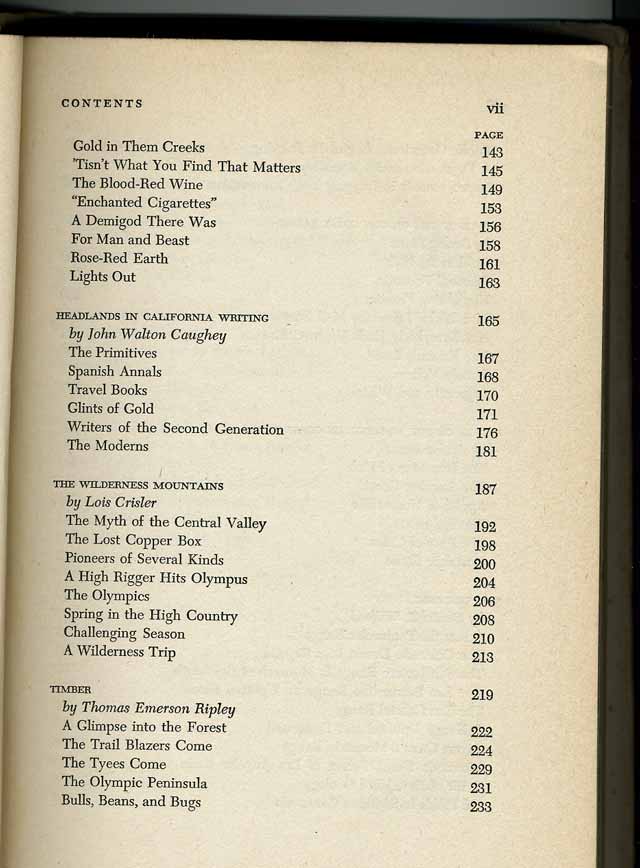 CONTENTS vii
PAGE
Gold in Them Creeks 143
'Tisn't What You Find That Matters 145
The Blood-Red Wine 149
"Enchanted Cigarettes" 153
A Demigod There Was 156
For Man and Beast 158
Rose-Red Earth 161
Lights Out 163
HEADLANDS IN CALIFORNIA WRITING 165
by John Walton Caughey
The Primitives 167
Spanish Annals 168
Travel Books 170
Glints of Gold 171
Writers of the Second Generation 176
The Moderns 181
THE WILDERNESS MOUNTAINS 187
by Lois Crisler
The Myth of the Central Valley 192
The Lost Copper Box 198
Pioneers of Several Kinds 200
A High Rigger Hits Olympus 204
The Olympics 206
Spring in the High Country 208
Challenging Season 210
A Wilderness Trip 213
TIMBER 219
by Thomas Emerson Ripley
A Glimpse into the Forest 222
The Trail Blazers Come 224
The Tyees Come 229
The Olympic Peninsula 231
Bulls, Beans, and Bugs 233